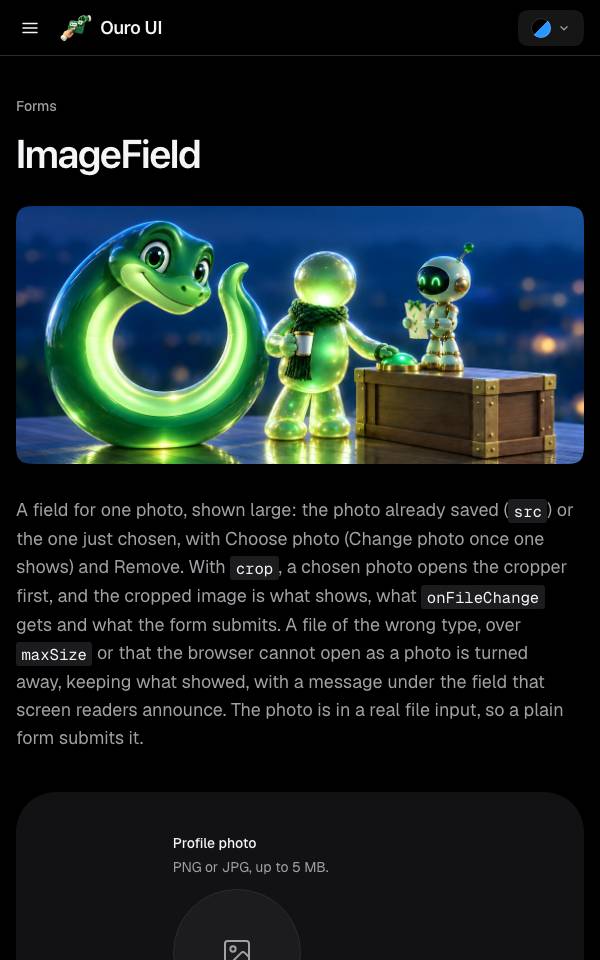 Ouro UI
Forms
ImageField
A field for one photo, shown large: the photo already saved (src) or
the one just chosen, with Choose photo (Change photo once one
shows) and Remove. With crop, a chosen photo opens the cropper
first, and the cropped image is what shows, what onFileChange
gets and what the form submits. A file of the wrong type, over
maxSize or that the browser cannot open as a photo is turned
away, keeping what showed, with a message under the field that
screen readers announce. The photo is in a real file input, so a plain
form submits it.
Profile photo
PNG or JPG, up to 5 MB.